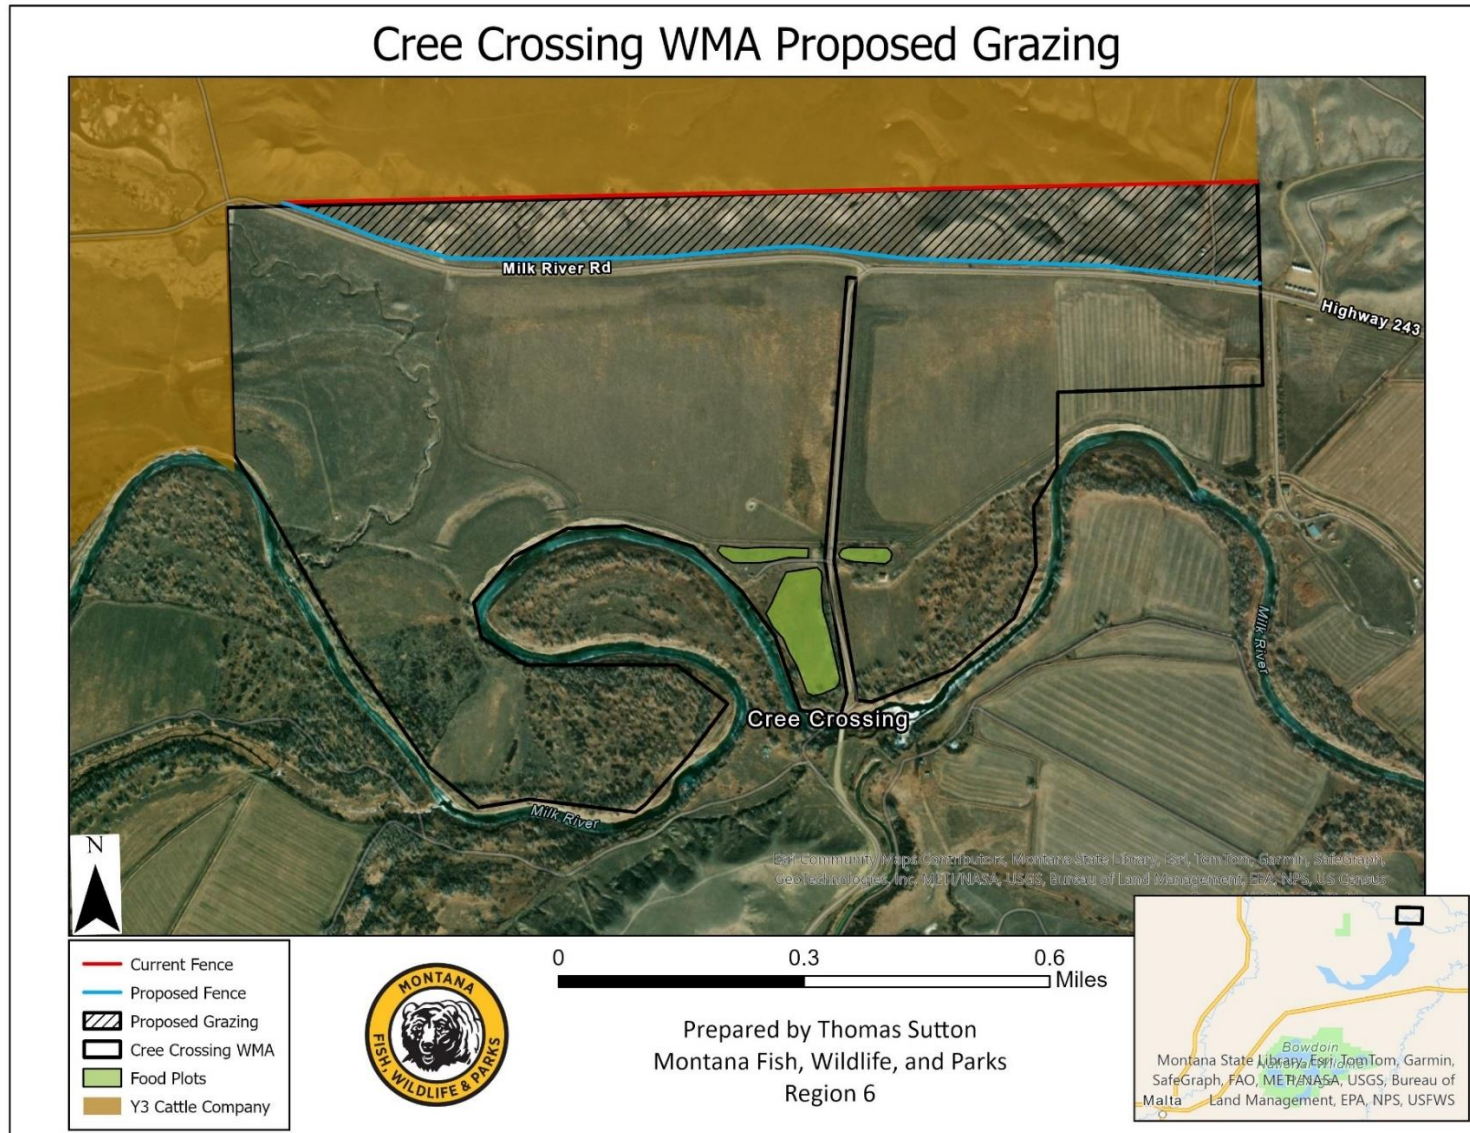 Cree Crossing WMA Proposed Grazing
Milk River Rd
Highway 243
Milk River
Cree Crossing
Milk River
Esri Community Maps Contributors, Montana State Library, Esri, TomTom, Garmin, SafeGraph,
GeoTechnologies, Inc, METI/NASA, USGS, Bureau of Land Management, EPA, NPS, US Census
N
Current Fence
Proposed Fence
Proposed Grazing
Cree Crossing WMA
Food Plots
Y3 Cattle Company
MONTANA
FISH, WILDLIFE & PARKS
0 0.3 0.6
Miles
Prepared by Thomas Sutton
Montana Fish, Wildlife, and Parks
Region 6
Bowdoin
National Wildlife
Malta
Montana State Library, Esri, TomTom, Garmin,
SafeGraph, FAO, METI/NASA, USGS, Bureau of
Land Management, EPA, NPS, USFWS